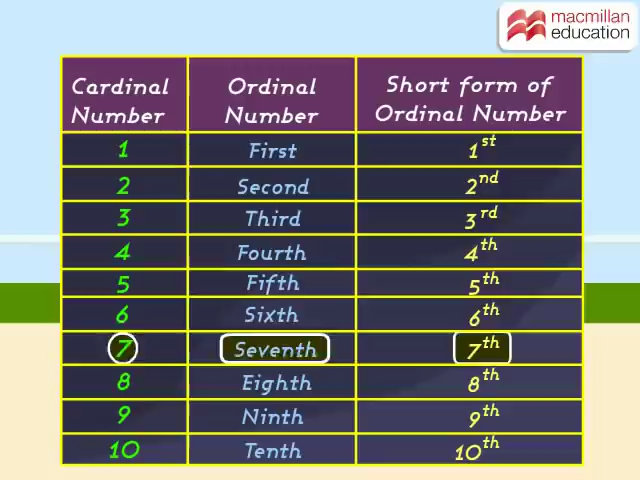 macmillan
education
Cardinal Number Ordinal Number Short form of Ordinal Number
1 First 1st
2 Second 2nd
3 Third 3rd
4 Fourth 4th
5 Fifth 5th
6 Sixth 6th
7 Seventh 7th
8 Eighth 8th
9 Ninth 9th
10 Tenth 10th